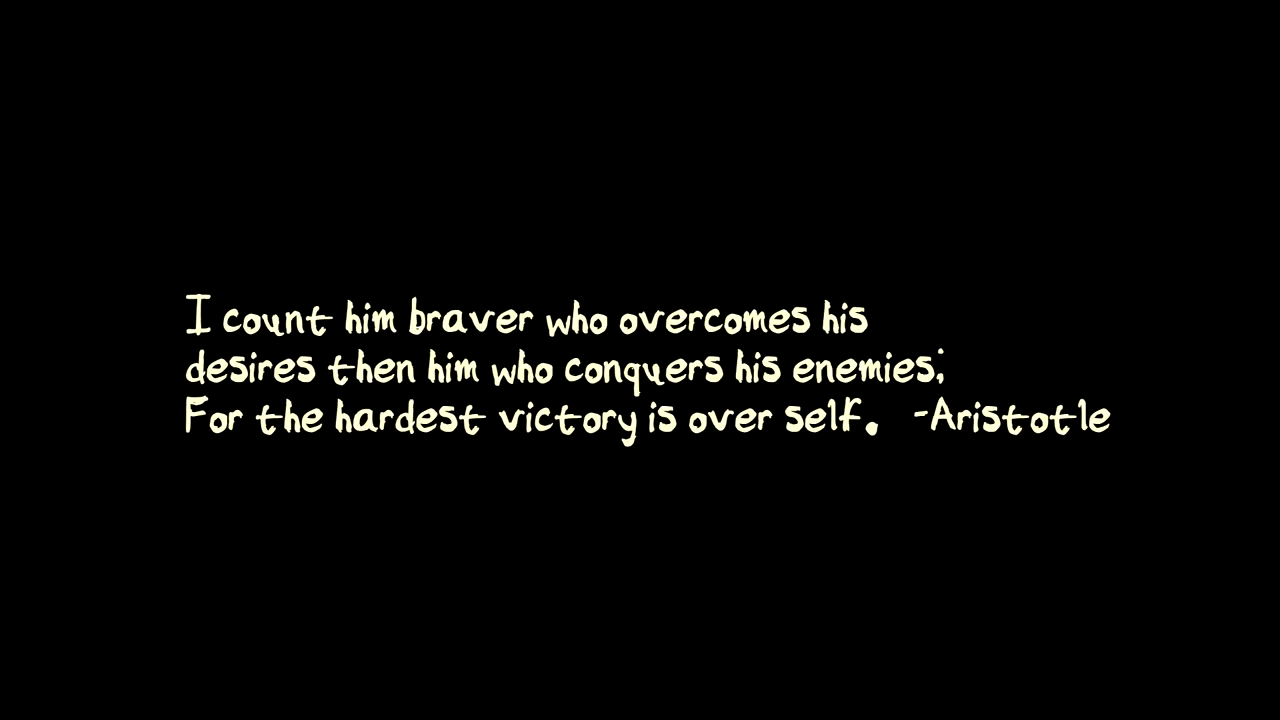 I count him braver who overcomes his
desires then him who conquers his enemies;
For the hardest victory is over self. -Aristotle